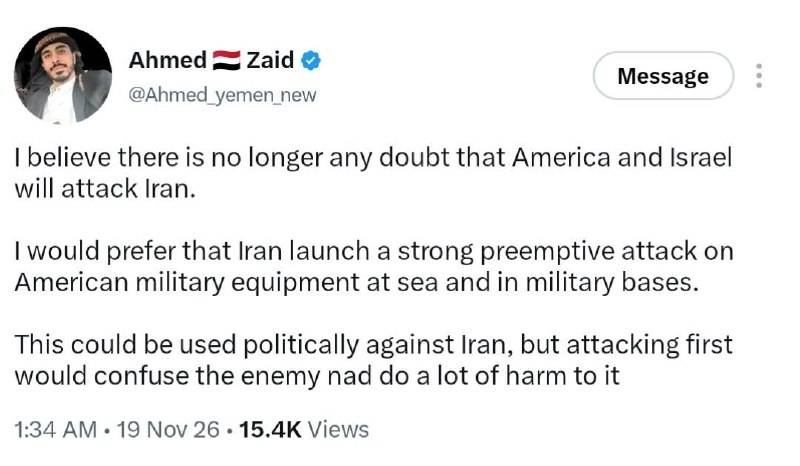 Ahmed 🇾🇪 Zaid
@Ahmed_yemen_new
Message
I believe there is no longer any doubt that America and Israel
will attack Iran.
I would prefer that Iran launch a strong preemptive attack on
American military equipment at sea and in military bases.
This could be used politically against Iran, but attacking first
would confuse the enemy nad do a lot of harm to it
1:34 AM • 19 Nov 26 • 15.4K Views